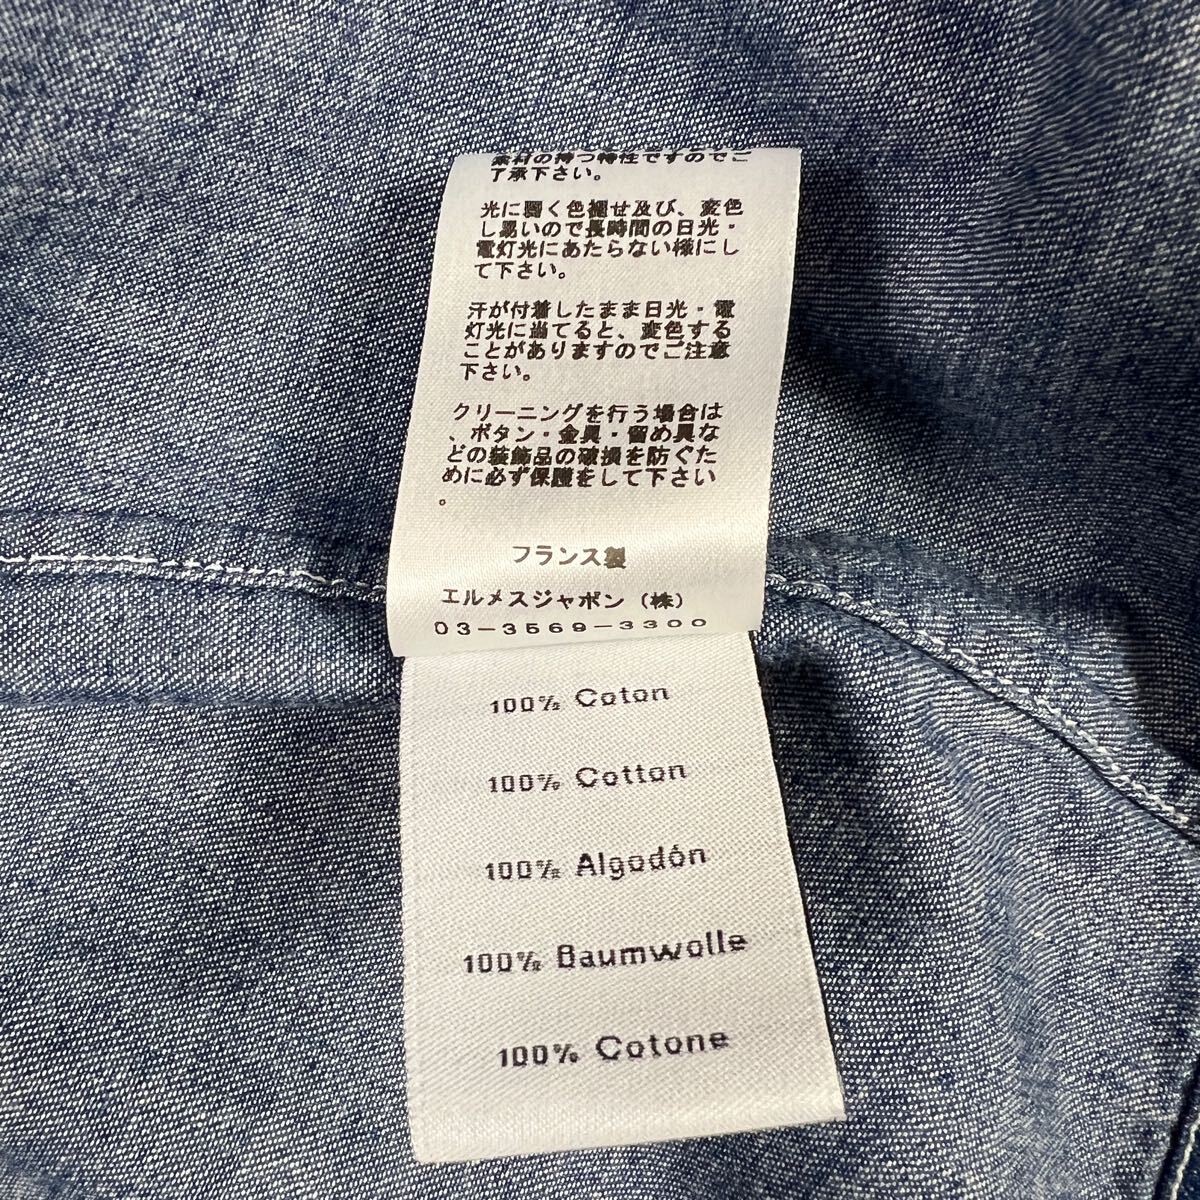 素材の持つ特性ですのでご
了承下さい。
光に弱く色褪せ及び、変色
し易いので長時間の日光・
電灯光にあたらない様にし
て下さい。
汗が付着したまま日光・電
灯光に当てると、変色する
ことがありますのでご注意
下さい。
クリーニングを行う場合は
、ボタン・金具・留め具な
どの装飾品の破損を防ぐた
めに必ず保護をして下さい
。
フランス製
エルメスジャポン（株）
03-3569-3300
100% Coton
100% Cotton
100% Algodón
100% Baumwolle
100% Cotone